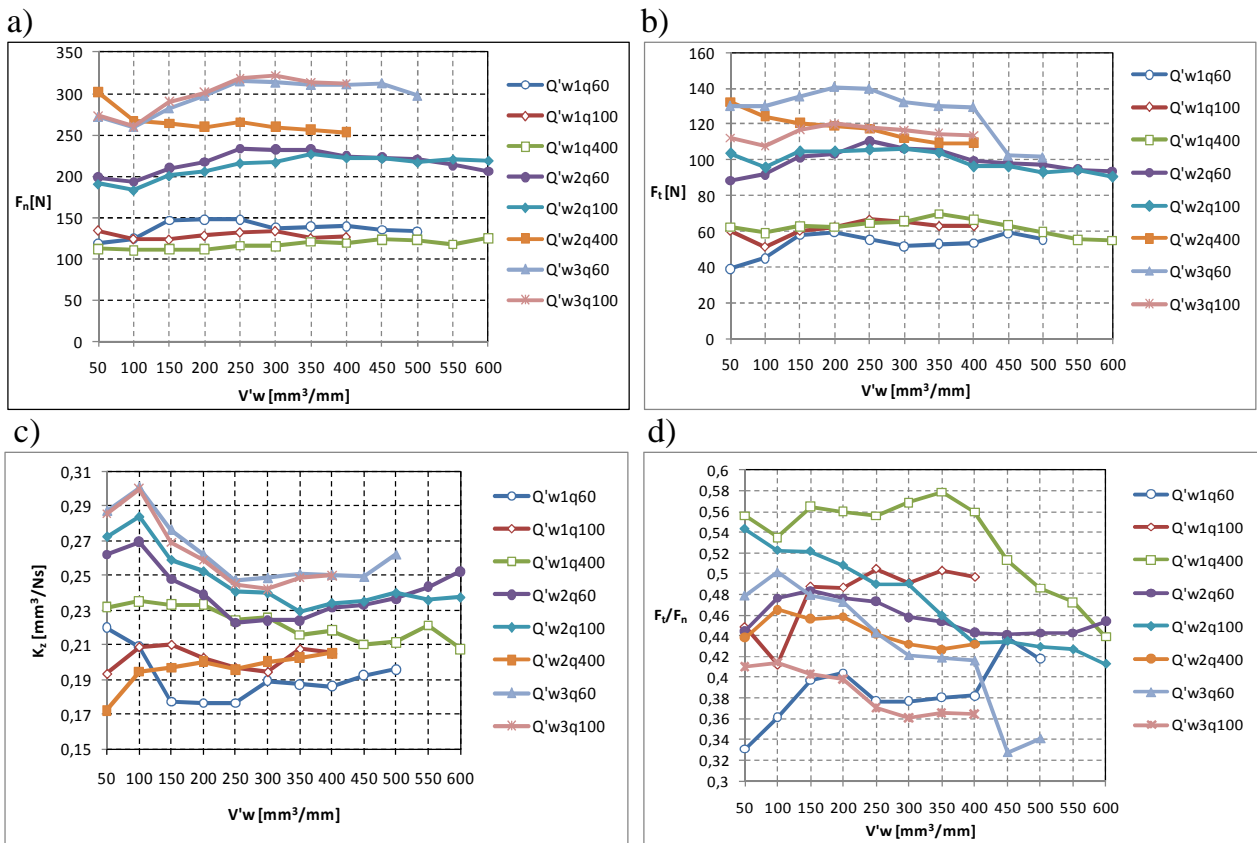 a)
350
300
250
200
150
100
50
0
Fn[N]
50 100 150 200 250 300 350 400 450 500 550 600
V'w [mm³/mm]
Q'w1q60
Q'w1q100
Q'w1q400
Q'w2q60
Q'w2q100
Q'w2q400
Q'w3q60
Q'w3q100
b)
160
140
120
100
80
60
40
20
0
Ft[N]
50 100 150 200 250 300 350 400 450 500 550 600
V'w [mm³/mm]
Q'w1q60
Q'w1q100
Q'w1q400
Q'w2q60
Q'w2q100
Q'w2q400
Q'w3q60
Q'w3q100
c)
0,31
0,29
0,27
0,25
0,23
0,21
0,19
0,17
0,15
Kz [mm³/Ns]
50 100 150 200 250 300 350 400 450 500 550 600
V'w [mm³/mm]
Q'w1q60
Q'w1q100
Q'w1q400
Q'w2q60
Q'w2q100
Q'w2q400
Q'w3q60
Q'w3q100
d)
0,6
0,58
0,56
0,54
0,52
0,5
0,48
0,46
0,44
0,42
0,4
0,38
0,36
0,34
0,32
0,3
Ft/Fn
50 100 150 200 250 300 350 400 450 500 550 600
V'w [mm³/mm]
Q'w1q60
Q'w1q100
Q'w1q400
Q'w2q60
Q'w2q100
Q'w2q400
Q'w3q60
Q'w3q100